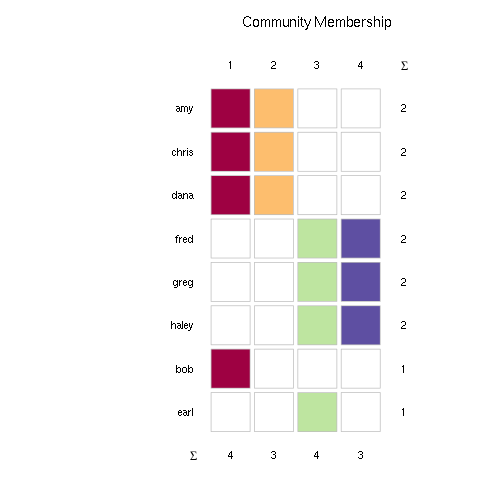 Community Membership
1 2 3 4 Σ
amy 2
chris 2
dana 2
fred 2
greg 2
haley 2
bob 1
earl 1
Σ 4 3 4 3